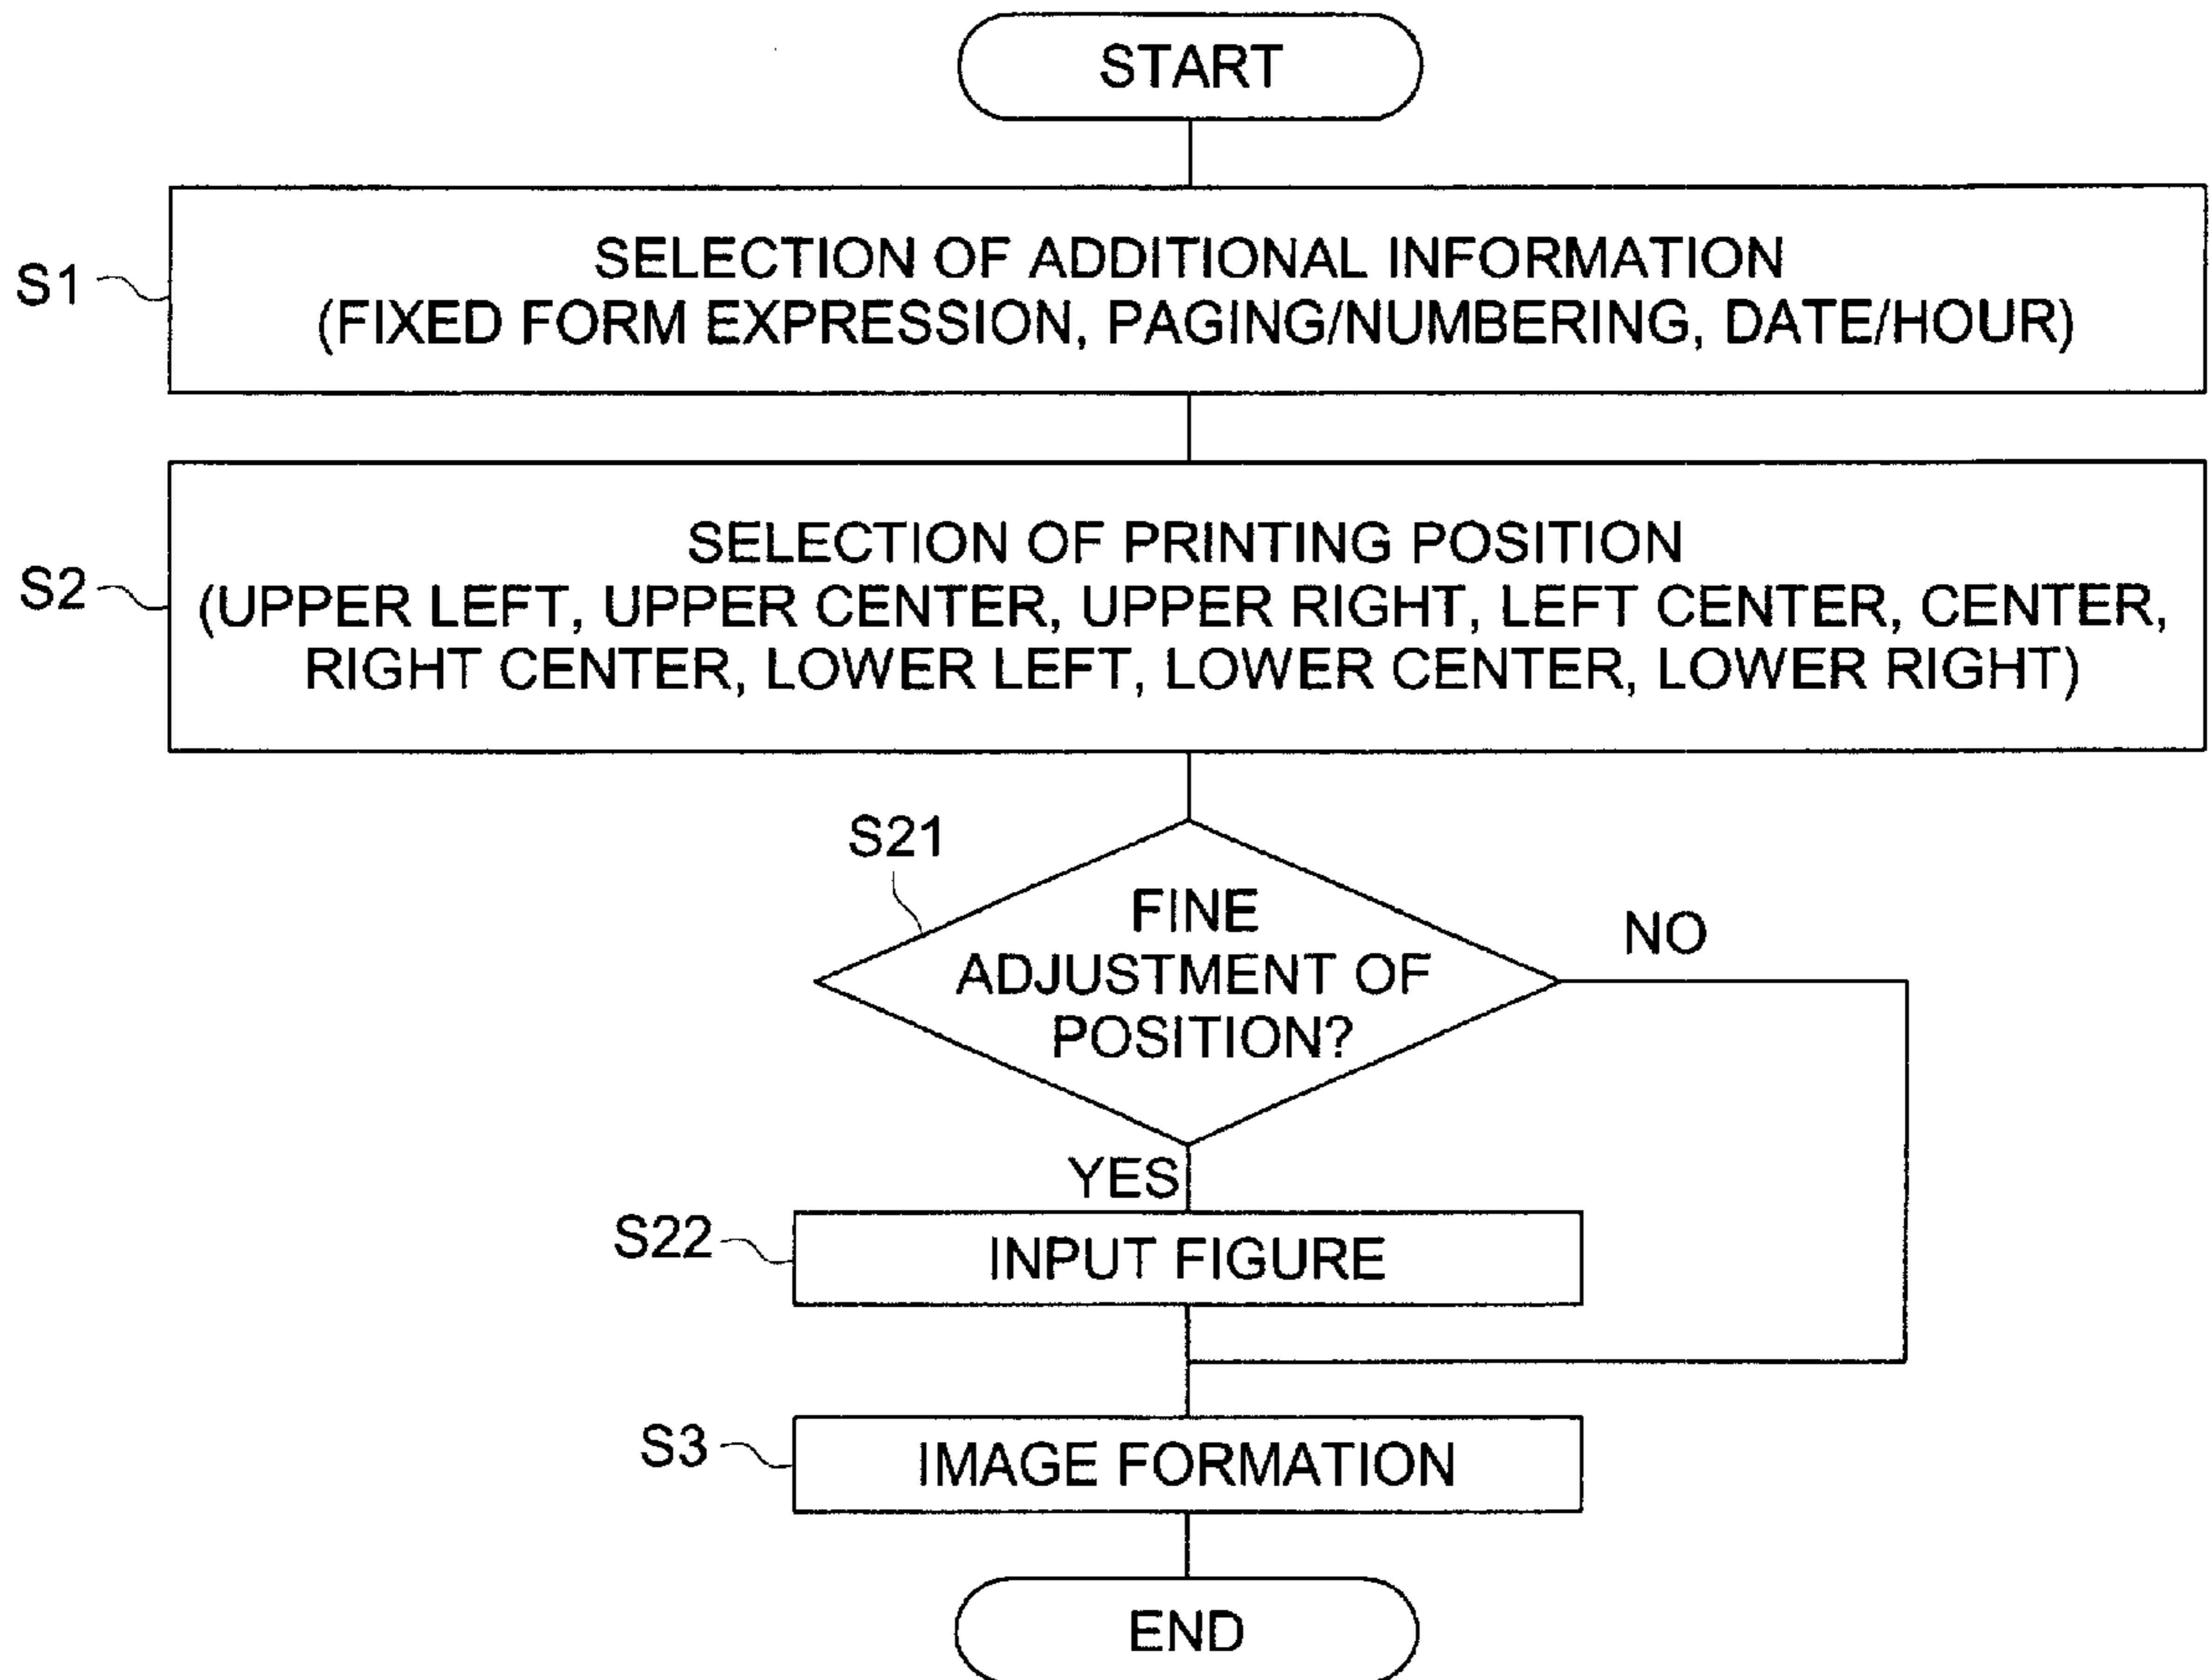 START
S1
SELECTION OF ADDITIONAL INFORMATION
(FIXED FORM EXPRESSION, PAGING/NUMBERING, DATE/HOUR)
S2
SELECTION OF PRINTING POSITION
(UPPER LEFT, UPPER CENTER, UPPER RIGHT, LEFT CENTER, CENTER,
RIGHT CENTER, LOWER LEFT, LOWER CENTER, LOWER RIGHT)
S21
FINE
ADJUSTMENT OF
POSITION?
NO
YES
S22
INPUT FIGURE
S3
IMAGE FORMATION
END